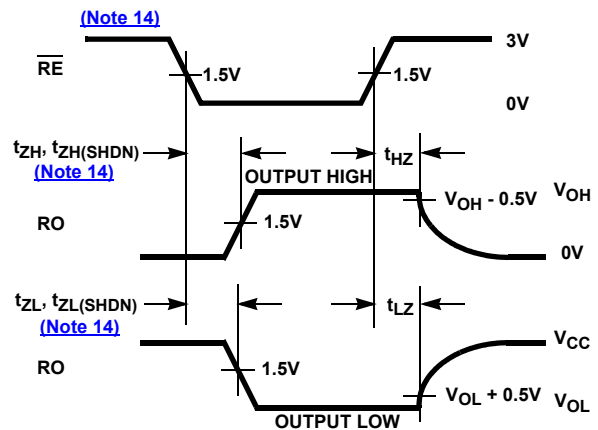 (Note 14)
3V
RE
1.5V
1.5V
0V
tZH, tZH(SHDN)
(Note 14)
tHZ
OUTPUT HIGH
VOH - 0.5V
VOH
RO
1.5V
0V
tZL, tZL(SHDN)
(Note 14)
tLZ
VCC
RO
1.5V
VOL + 0.5V
VOL
OUTPUT LOW